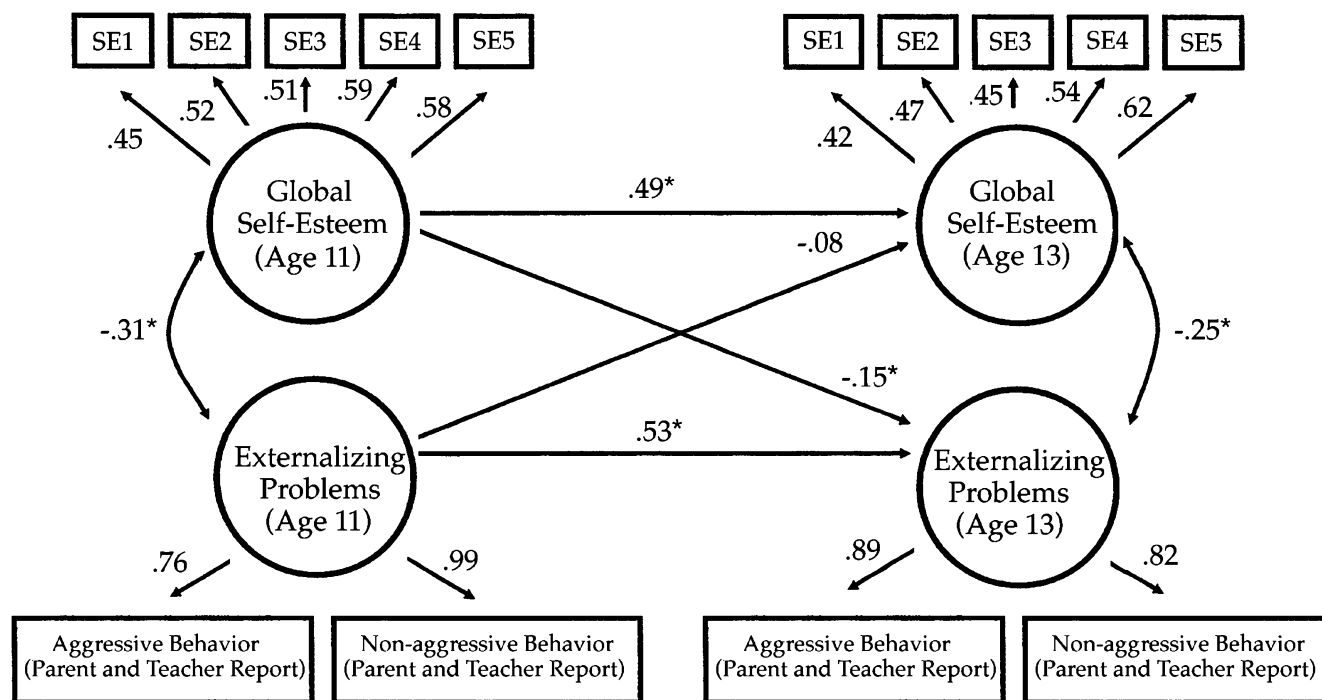 SE1 SE2 SE3 SE4 SE5 SE1 SE2 SE3 SE4 SE5
.45 .52 .51 .59 .58 .42 .47 .45 .54 .62
Global
Self-Esteem
(Age 11)
.49*
-.08
Global
Self-Esteem
(Age 13)
-.31*
-.25*
-.15*
.53*
Externalizing
Problems
(Age 11)
Externalizing
Problems
(Age 13)
.76 .99 .89 .82
Aggressive Behavior
(Parent and Teacher Report)
Non-aggressive Behavior
(Parent and Teacher Report)
Aggressive Behavior
(Parent and Teacher Report)
Non-aggressive Behavior
(Parent and Teacher Report)